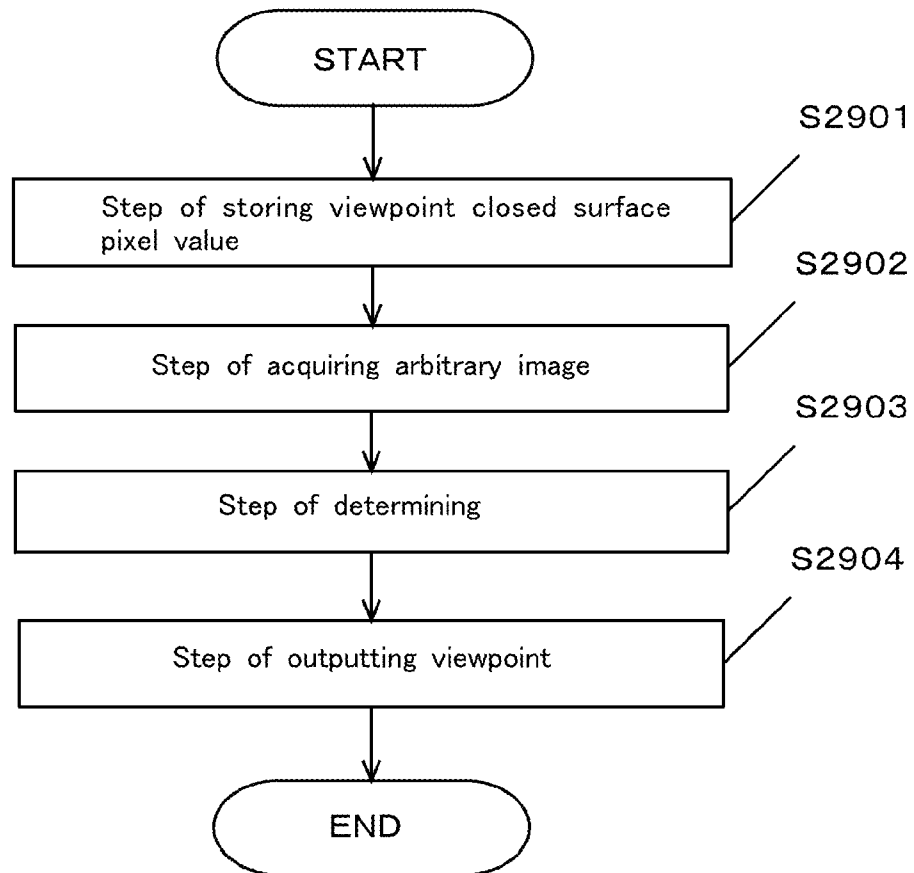 START
S2901
Step of storing viewpoint closed surface
pixel value
S2902
Step of acquiring arbitrary image
S2903
Step of determining
S2904
Step of outputting viewpoint
END